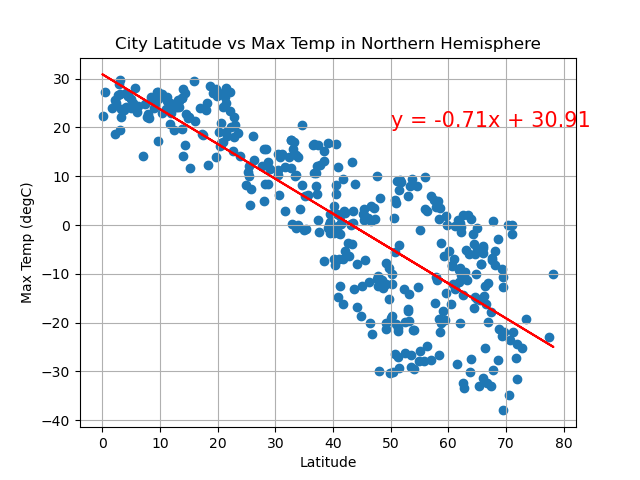 City Latitude vs Max Temp in Northern Hemisphere
30
20
10
0
−10
−20
−30
−40
Max Temp (degC)
y = -0.71x + 30.91
0 10 20 30 40 50 60 70 80
Latitude